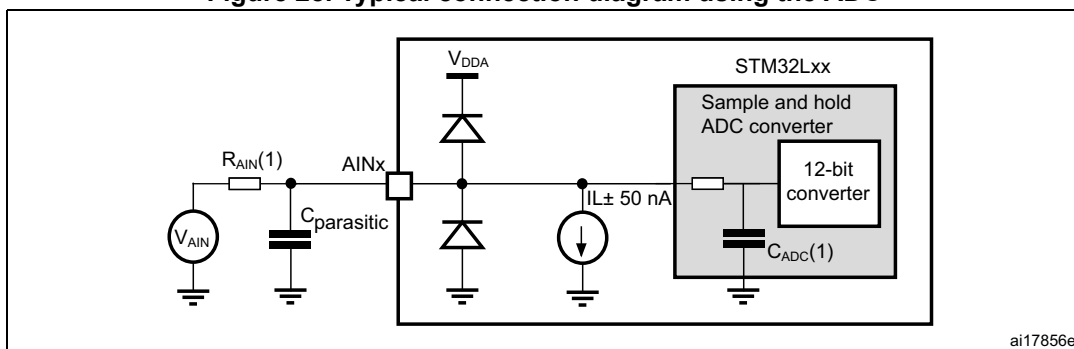 Figure 28. Typical connection diagram using the ADC
VDDA
STM32Lxx
Sample and hold
ADC converter
RAIN(1)
AINx
12-bit
converter
IL± 50 nA
Cparasitic
VAIN
CADC(1)
ai17856e